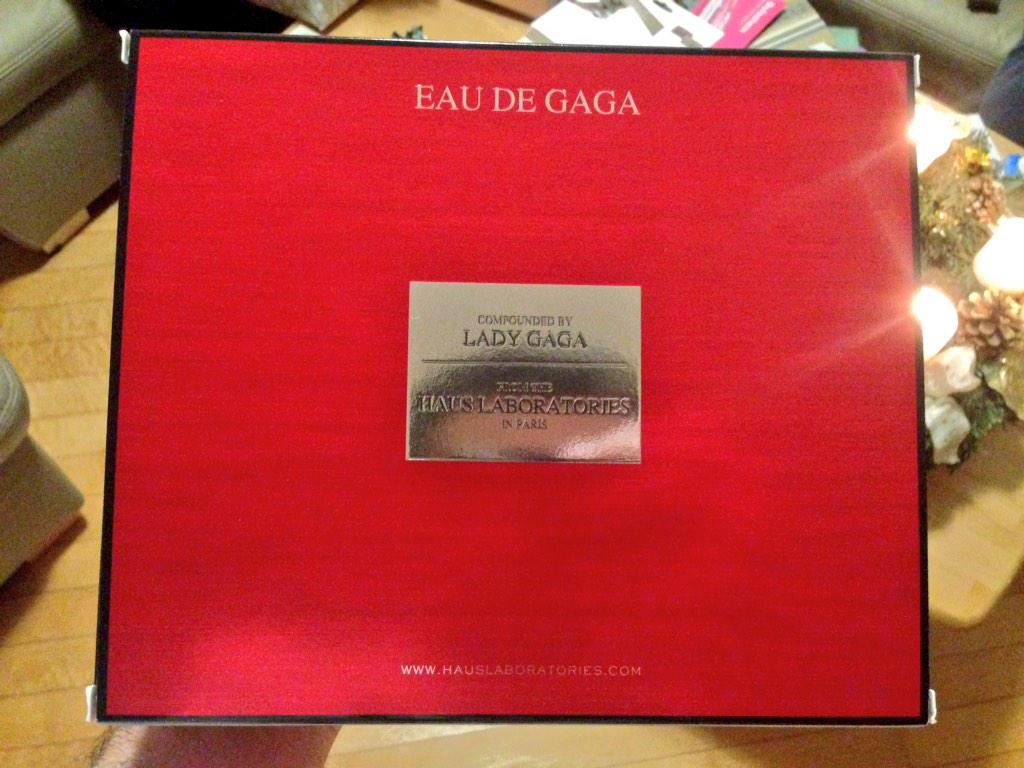 EAU DE GAGA
COMPOUNDED BY
LADY GAGA
FROM THE
HAUS LABORATORIES
IN PARIS
WWW.HAUSLABORATORIES.COM